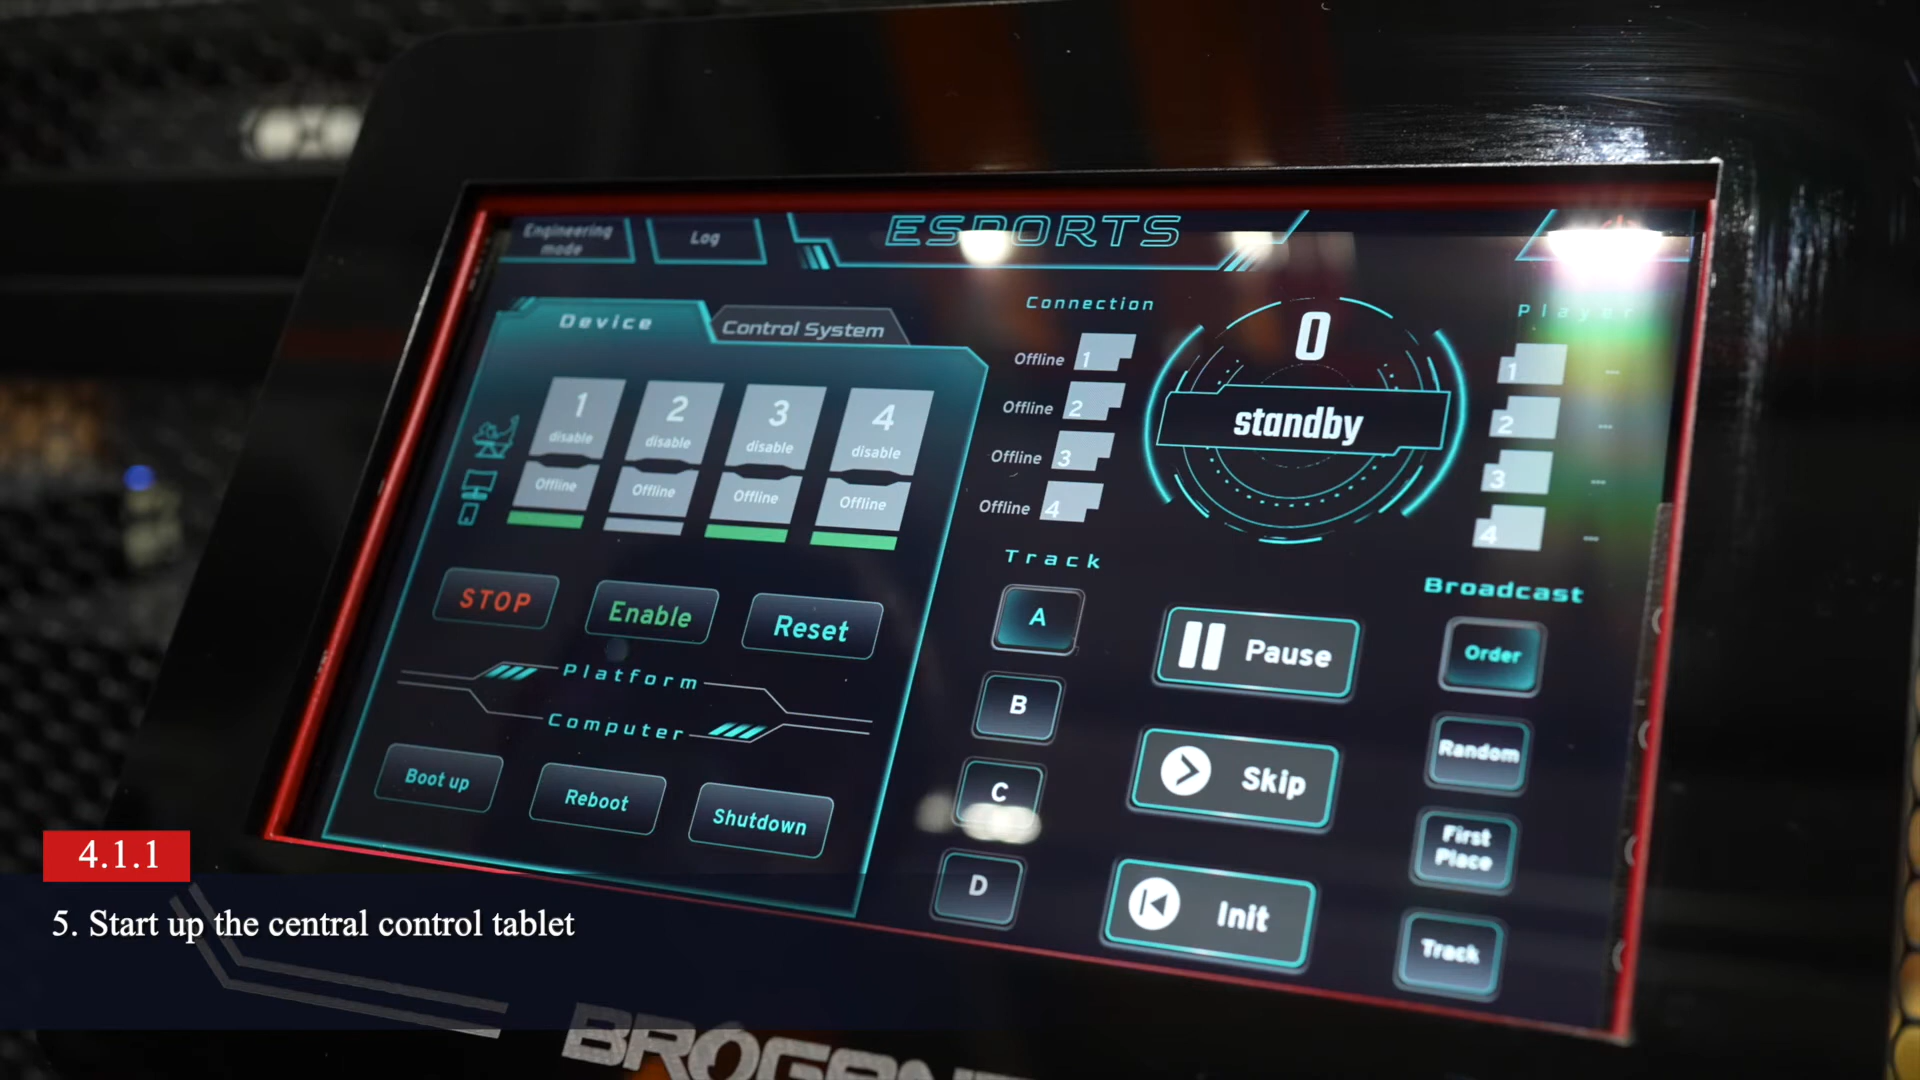 Engineering
mode
Log
ESPORTS
Device
Control System
1
disable
Offline
2
disable
Offline
3
disable
Offline
4
disable
Offline
STOP
Enable
Reset
Platform
Computer
Boot up
Reboot
Shutdown
Connection
Offline 1
Offline 2
Offline 3
Offline 4
Track
A
B
C
D
0
standby
Pause
Skip
Init
Player
1 --
2 --
3 --
4 --
Broadcast
Order
Random
First
Place
Track
4.1.1
5. Start up the central control tablet